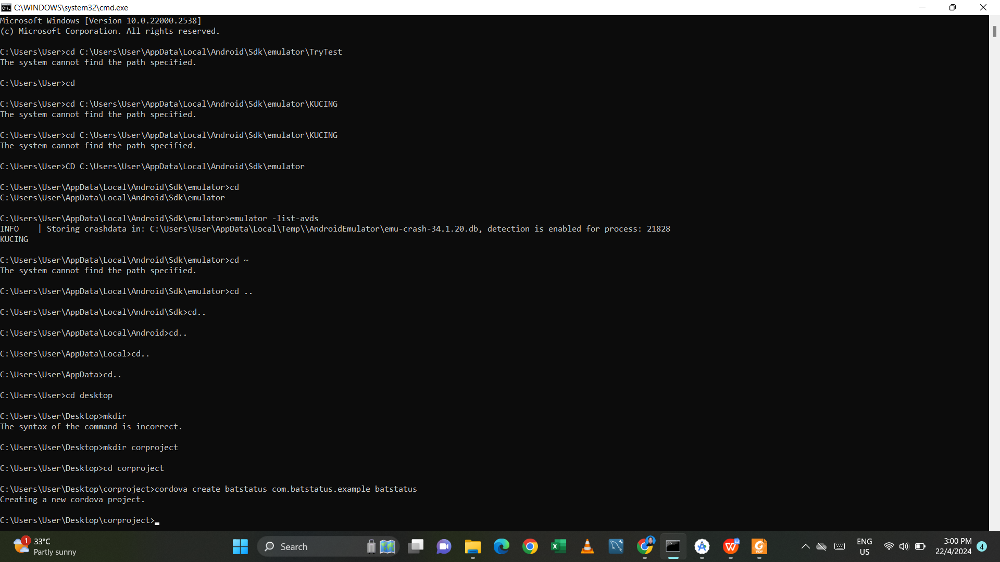 C:\WINDOWS\system32\cmd.exe
Microsoft Windows [Version 10.0.22000.2538]
(c) Microsoft Corporation. All rights reserved.
C:\Users\User>cd C:\Users\User\AppData\Local\Android\Sdk\emulator\TryTest
The system cannot find the path specified.
C:\Users\User>cd
C:\Users\User>cd C:\Users\User\AppData\Local\Android\Sdk\emulator\KUCING
The system cannot find the path specified.
C:\Users\User>cd C:\Users\User\AppData\Local\Android\Sdk\emulator\KUCING
The system cannot find the path specified.
C:\Users\User>CD C:\Users\User\AppData\Local\Android\Sdk\emulator
C:\Users\User\AppData\Local\Android\Sdk\emulator>cd
C:\Users\User\AppData\Local\Android\Sdk\emulator
C:\Users\User\AppData\Local\Android\Sdk\emulator>emulator -list-avds
INFO    | Storing crashdata in: C:\Users\User\AppData\Local\Temp\\AndroidEmulator\emu-crash-34.1.20.db, detection is enabled for process: 21828
KUCING
C:\Users\User\AppData\Local\Android\Sdk\emulator>cd ~
The system cannot find the path specified.
C:\Users\User\AppData\Local\Android\Sdk\emulator>cd ..
C:\Users\User\AppData\Local\Android\Sdk>cd..
C:\Users\User\AppData\Local\Android>cd..
C:\Users\User\AppData\Local>cd..
C:\Users\User\AppData>cd..
C:\Users\User>cd desktop
C:\Users\User\Desktop>mkdir
The syntax of the command is incorrect.
C:\Users\User\Desktop>mkdir corproject
C:\Users\User\Desktop>cd corproject
C:\Users\User\Desktop\corproject>cordova create batstatus com.batstatus.example batstatus
Creating a new cordova project.
C:\Users\User\Desktop\corproject>
1
33°C
Partly sunny
Search
ENG
US
3:00 PM
22/4/2024
4